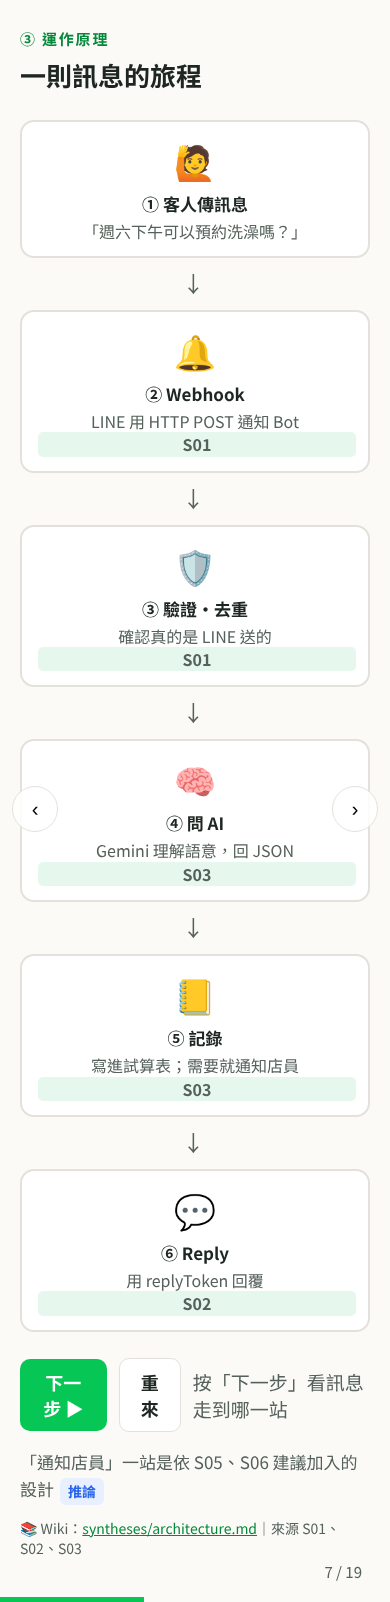 ③ 運作原理
一則訊息的旅程
① 客人傳訊息
「週六下午可以預約洗澡嗎？」
↓
② Webhook
LINE 用 HTTP POST 通知 Bot
S01
↓
③ 驗證・去重
確認真的是 LINE 送的
S01
↓
④ 問 AI
Gemini 理解語意，回 JSON
S03
‹
›
↓
⑤ 記錄
寫進試算表；需要就通知店員
S03
↓
⑥ Reply
用 replyToken 回覆
S02
下一
步 ▶
重
來
按「下一步」看訊息
走到哪一站
「通知店員」一站是依 S05、S06 建議加入的
設計 推論
📚 Wiki：syntheses/architecture.md｜來源 S01、
S02、S03
7 / 19